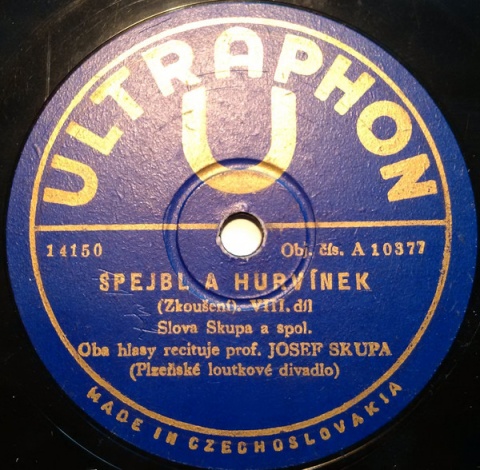 ULTRAPHON
U
14150 Obj. čís. A 10377
SPEJBL A HURVÍNEK
(Zkoušení). VIII. díl
Slova Skupa a spol.
Oba hlasy recituje prof. JOSEF SKUPA
(Plzeňské loutkové divadlo)
MADE IN CZECHOSLOVAKIA